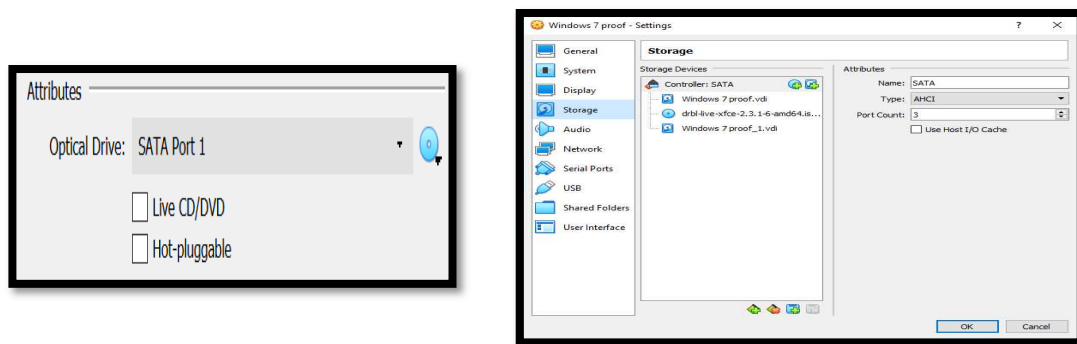 Attributes
Optical Drive: SATA Port 1
Live CD/DVD
Hot-pluggable
Windows 7 proof - Settings
?
General
System
Display
Storage
Audio
Network
Serial Ports
USB
Shared Folders
User Interface
Storage
Storage Devices
Controller: SATA
Windows 7 proof.vdi
drbl-live-xfce-2.3.1-6-amd64.is...
Windows 7 proof_1.vdi
Attributes
Name: SATA
Type: AHCI
Port Count: 3
Use Host I/O Cache
OK Cancel